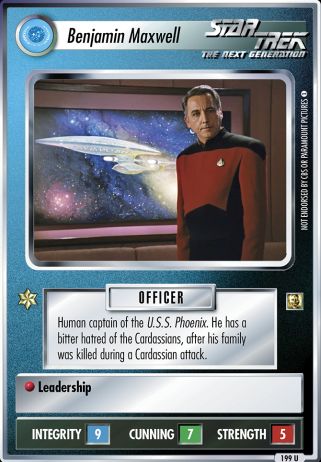 Benjamin Maxwell
STAR TREK
THE NEXT GENERATION
NOT ENDORSED BY CBS OR PARAMOUNT PICTURES
OFFICER
Human captain of the U.S.S. Phoenix. He has a
bitter hatred of the Cardassians, after his family
was killed during a Cardassian attack.
Leadership
INTEGRITY 9 CUNNING 7 STRENGTH 5
199 U